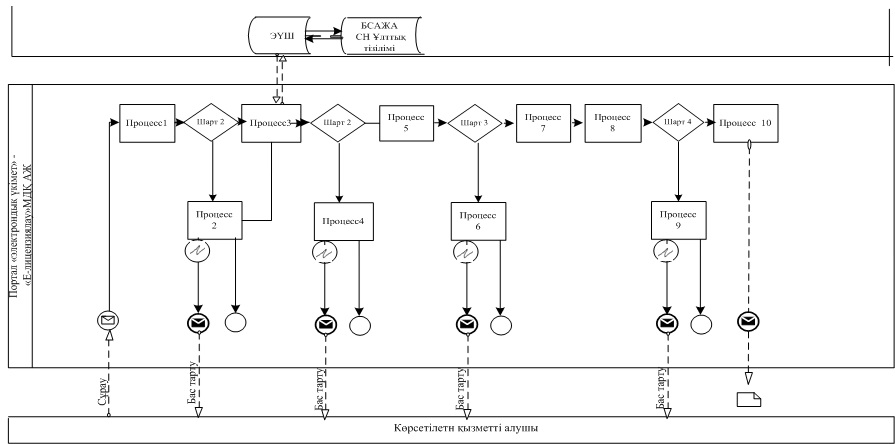 ЭҮШ
БСАЖА
СН Ұлттық
тізілімі
Портал «электрондық үкімет» -
«Е-лицензиялау»МДҚ АЖ
Процесс1
Шарт 2
Процесс3
Шарт 2
Процесс
5
Шарт 3
Процесс
7
Процесс
8
Шарт 4
Процесс 10
Процесс
2
Процесс4
Процесс
6
Процесс
9
Сұрау
Бас тарту
Бас тарту
Бас тарту
Бас тарту
Көрсетілетн қызметті алушы